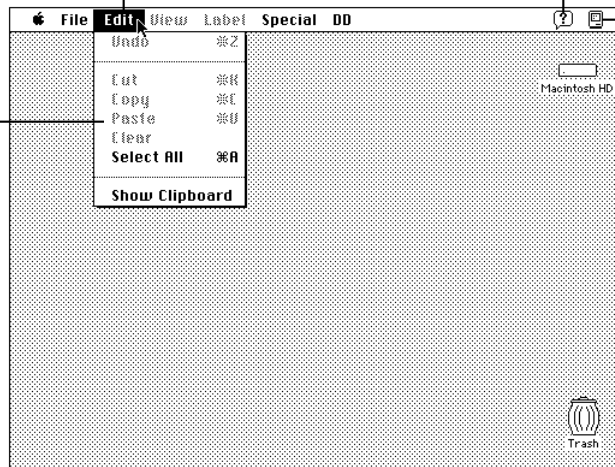 File Edit View Label Special DD
Undo ⌘Z
Cut ⌘X
Copy ⌘C
Paste ⌘V
Clear
Select All ⌘A
Show Clipboard
Macintosh HD
Trash